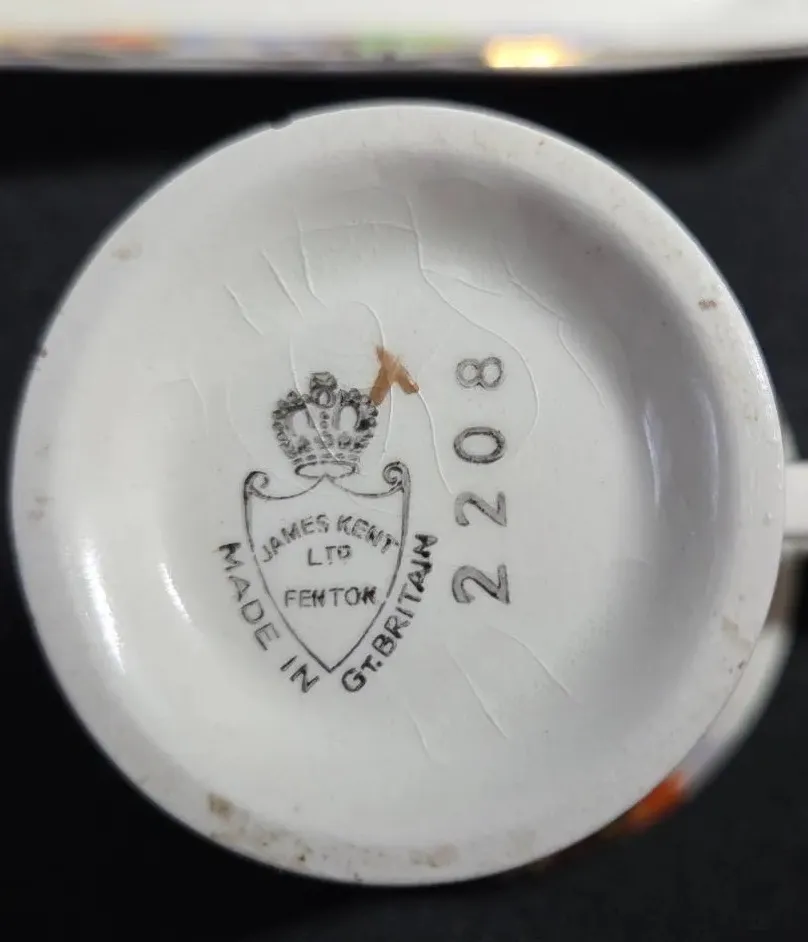 JAMES KENT
LTD
FENTON
MADE IN GT. BRITAIN
2208